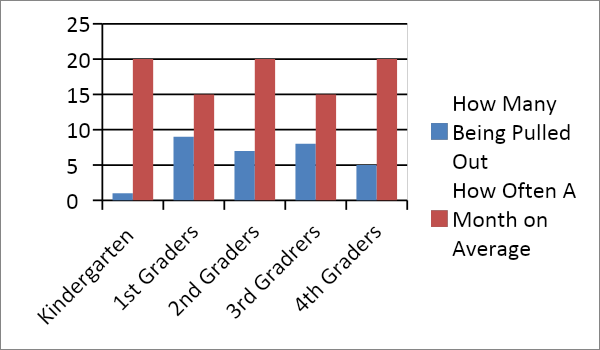 25
20
15
10
5
0
Kindergarten
1st Graders
2nd Graders
3rd Gradrers
4th Graders
How Many
Being Pulled
Out
How Often A
Month on
Average